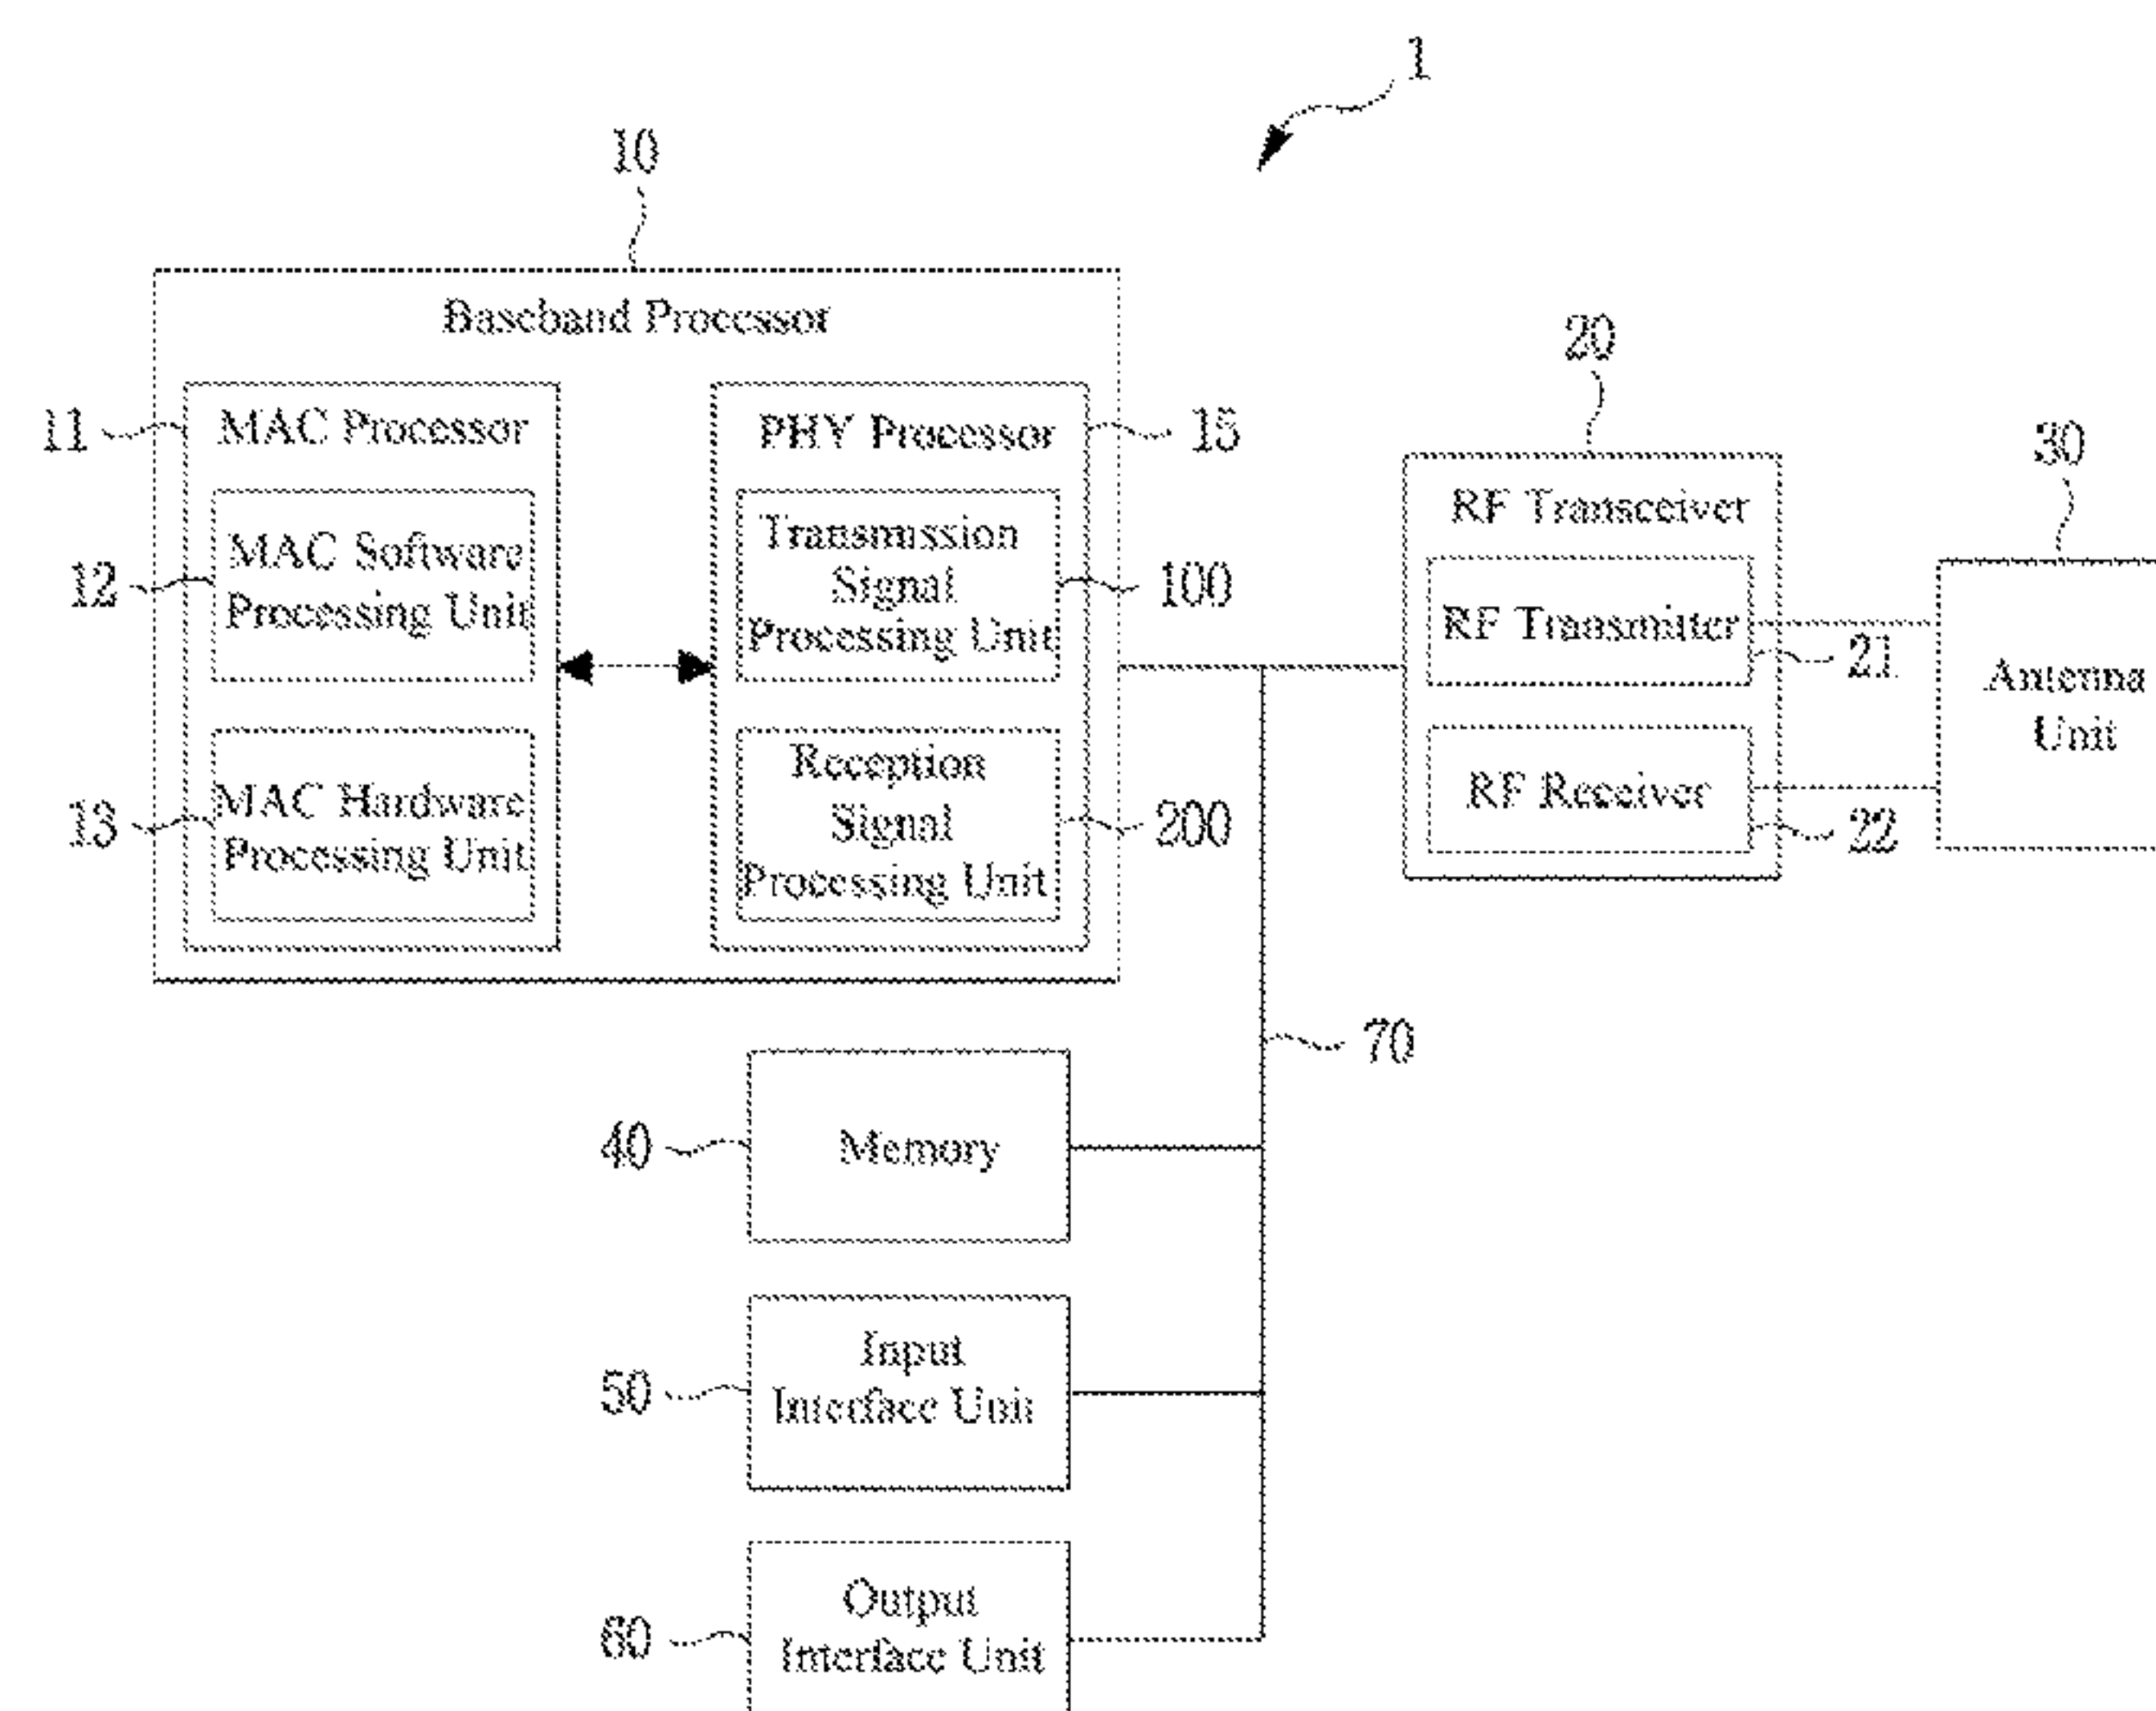 1
10
Baseband Processor
11
MAC Processor
12
MAC Software
Processing Unit
13
MAC Hardware
Processing Unit
PHY Processor
15
Transmission
Signal
Processing Unit
100
Reception
Signal
Processing Unit
200
20
RF Transceiver
RF Transmitter
21
RF Receiver
22
30
Antenna
Unit
70
40
Memory
50
Input
Interface Unit
60
Output
Interface Unit